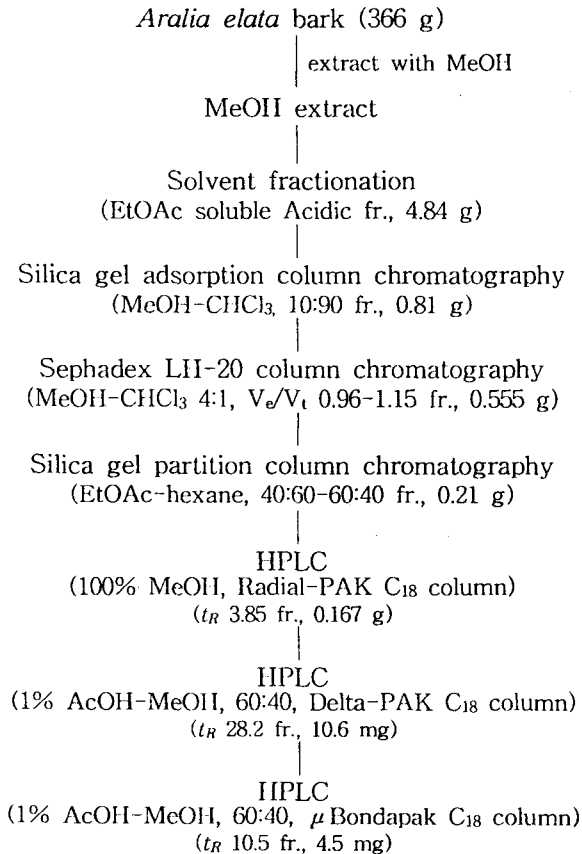 Aralia elata bark (366 g)
extract with MeOH
MeOH extract
Solvent fractionation
(EtOAc soluble Acidic fr., 4.84 g)
Silica gel adsorption column chromatography
(MeOH-CHCl₃, 10:90 fr., 0.81 g)
Sephadex LH-20 column chromatography
(MeOH-CHCl₃ 4:1, Vₑ/Vₜ 0.96-1.15 fr., 0.555 g)
Silica gel partition column chromatography
(EtOAc-hexane, 40:60-60:40 fr., 0.21 g)
HPLC
(100% MeOH, Radial-PAK C₁₈ column)
(t_R 3.85 fr., 0.167 g)
HPLC
(1% AcOH-MeOH, 60:40, Delta-PAK C₁₈ column)
(t_R 28.2 fr., 10.6 mg)
HPLC
(1% AcOH-MeOH, 60:40, μ Bondapak C₁₈ column)
(t_R 10.5 fr., 4.5 mg)